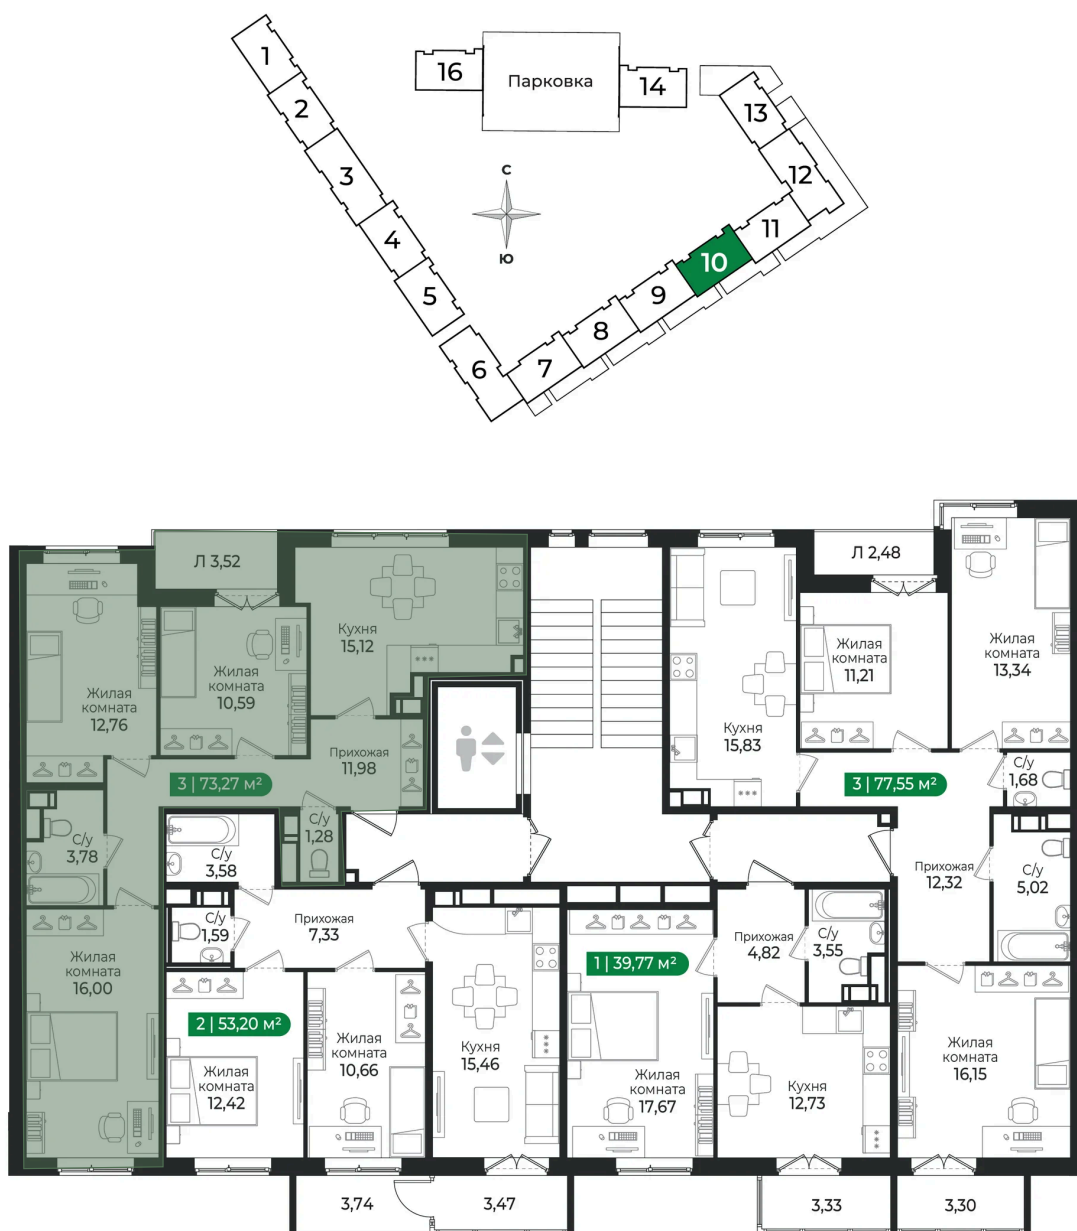 1
2
3
4
5
6
7
8
9
10
11
12
13
14
16
Парковка
С
Ю
Л 3,52
Кухня
15,12
Жилая
комната
10,59
Жилая
комната
12,76
Прихожая
11,98
3 | 73,27 м²
С/у
1,28
С/у
3,78
С/у
3,58
С/у
1,59
Прихожая
7,33
Жилая
комната
16,00
2 | 53,20 м²
Жилая
комната
12,42
Жилая
комната
10,66
Кухня
15,46
3,74
3,47
Л 2,48
Жилая
комната
11,21
Жилая
комната
13,34
Кухня
15,83
3 | 77,55 м²
С/у
1,68
Прихожая
12,32
С/у
5,02
1 | 39,77 м²
Прихожая
4,82
С/у
3,55
Жилая
комната
17,67
Кухня
12,73
Жилая
комната
16,15
3,33
3,30